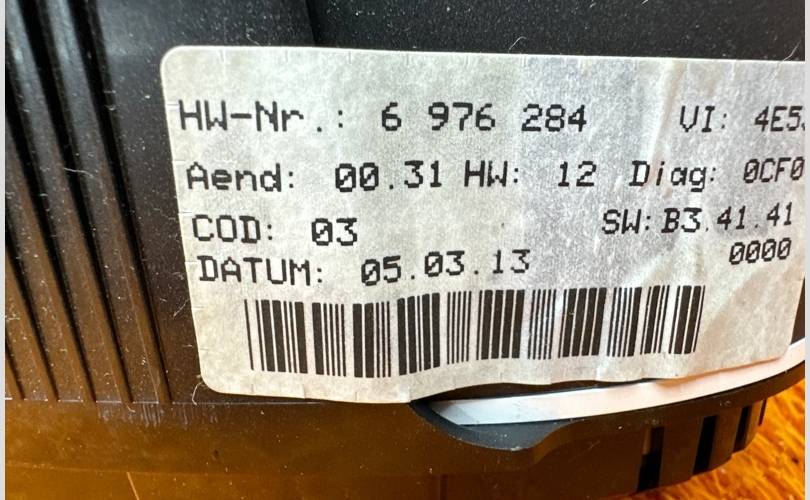 HW-Nr.: 6 976 284 VI: 4E5
Aend: 00.31 HW: 12 Diag: 0CF0
COD: 03 SW: B3.41.41
DATUM: 05.03.13 0000